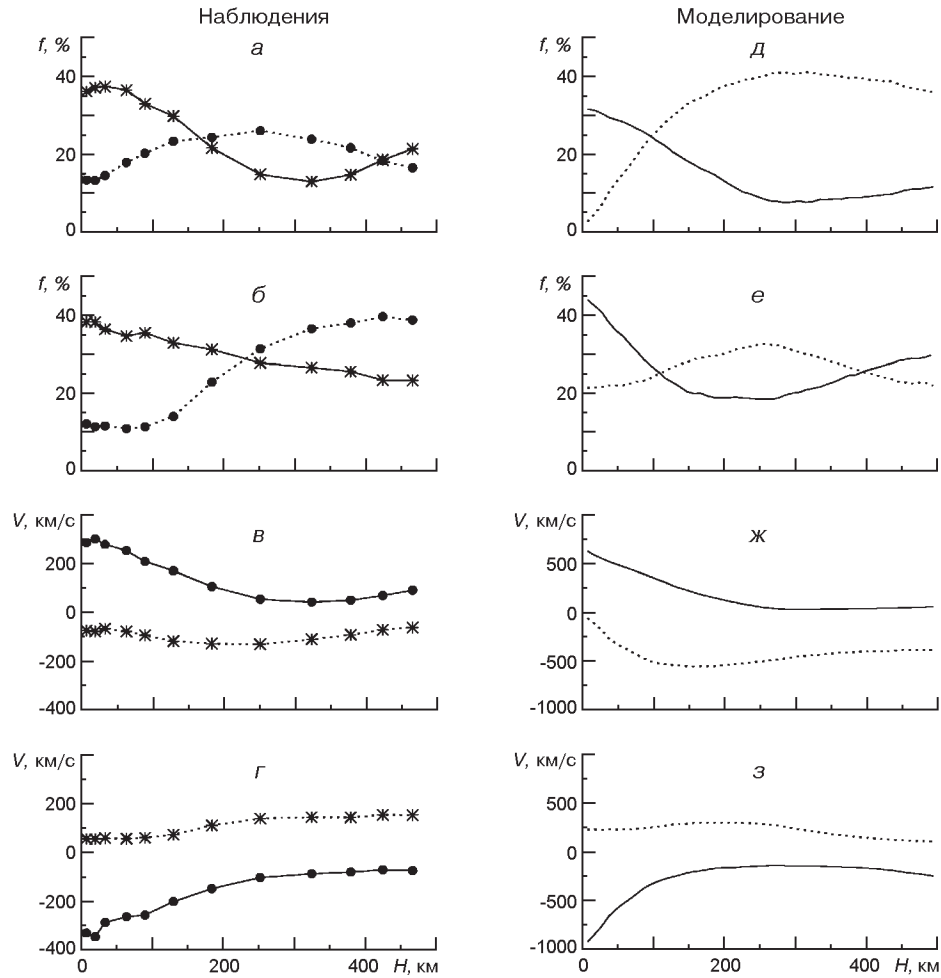 Наблюдения Моделирование
f, % а f, % д
40 40
20 20
0 0
f, % б f, % е
40 40
20 20
0 0
V, км/с в V, км/с ж
200 500
0 0
-200 -500
-400 -1000
V, км/с г V, км/с з
200 500
0 0
-200 -500
-400 -1000
0 200 400 H, км 0 200 400 H, км